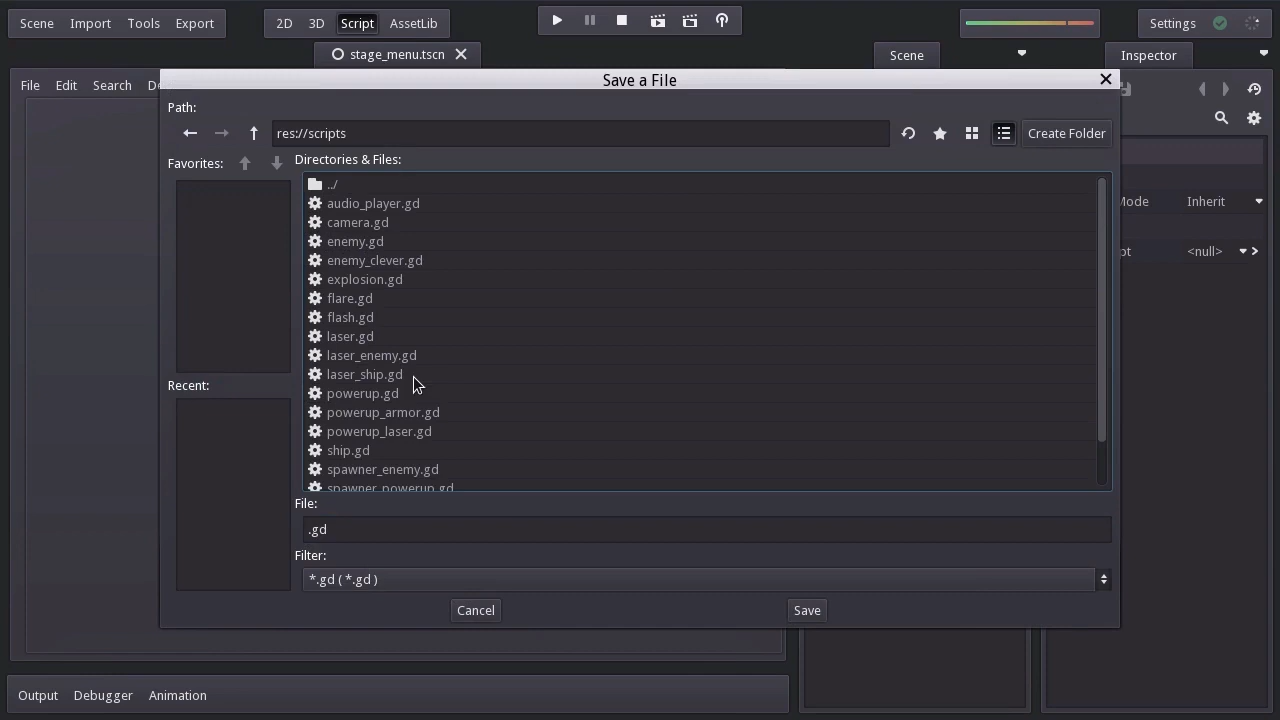 Scene Import Tools Export 2D 3D Script AssetLib Settings
stage_menu.tscn Scene Inspector
File Edit Search
Save a File
Path:
res://scripts Create Folder
Favorites: Directories & Files:
../
audio_player.gd
camera.gd
enemy.gd
enemy_clever.gd
explosion.gd
flare.gd
flash.gd
laser.gd
laser_enemy.gd
laser_ship.gd
powerup.gd
powerup_armor.gd
powerup_laser.gd
ship.gd
spawner_enemy.gd
spawner_powerup.gd
Recent:
File:
.gd
Filter:
*.gd ( *.gd )
Cancel Save
Mode Inherit
<null>
Output Debugger Animation